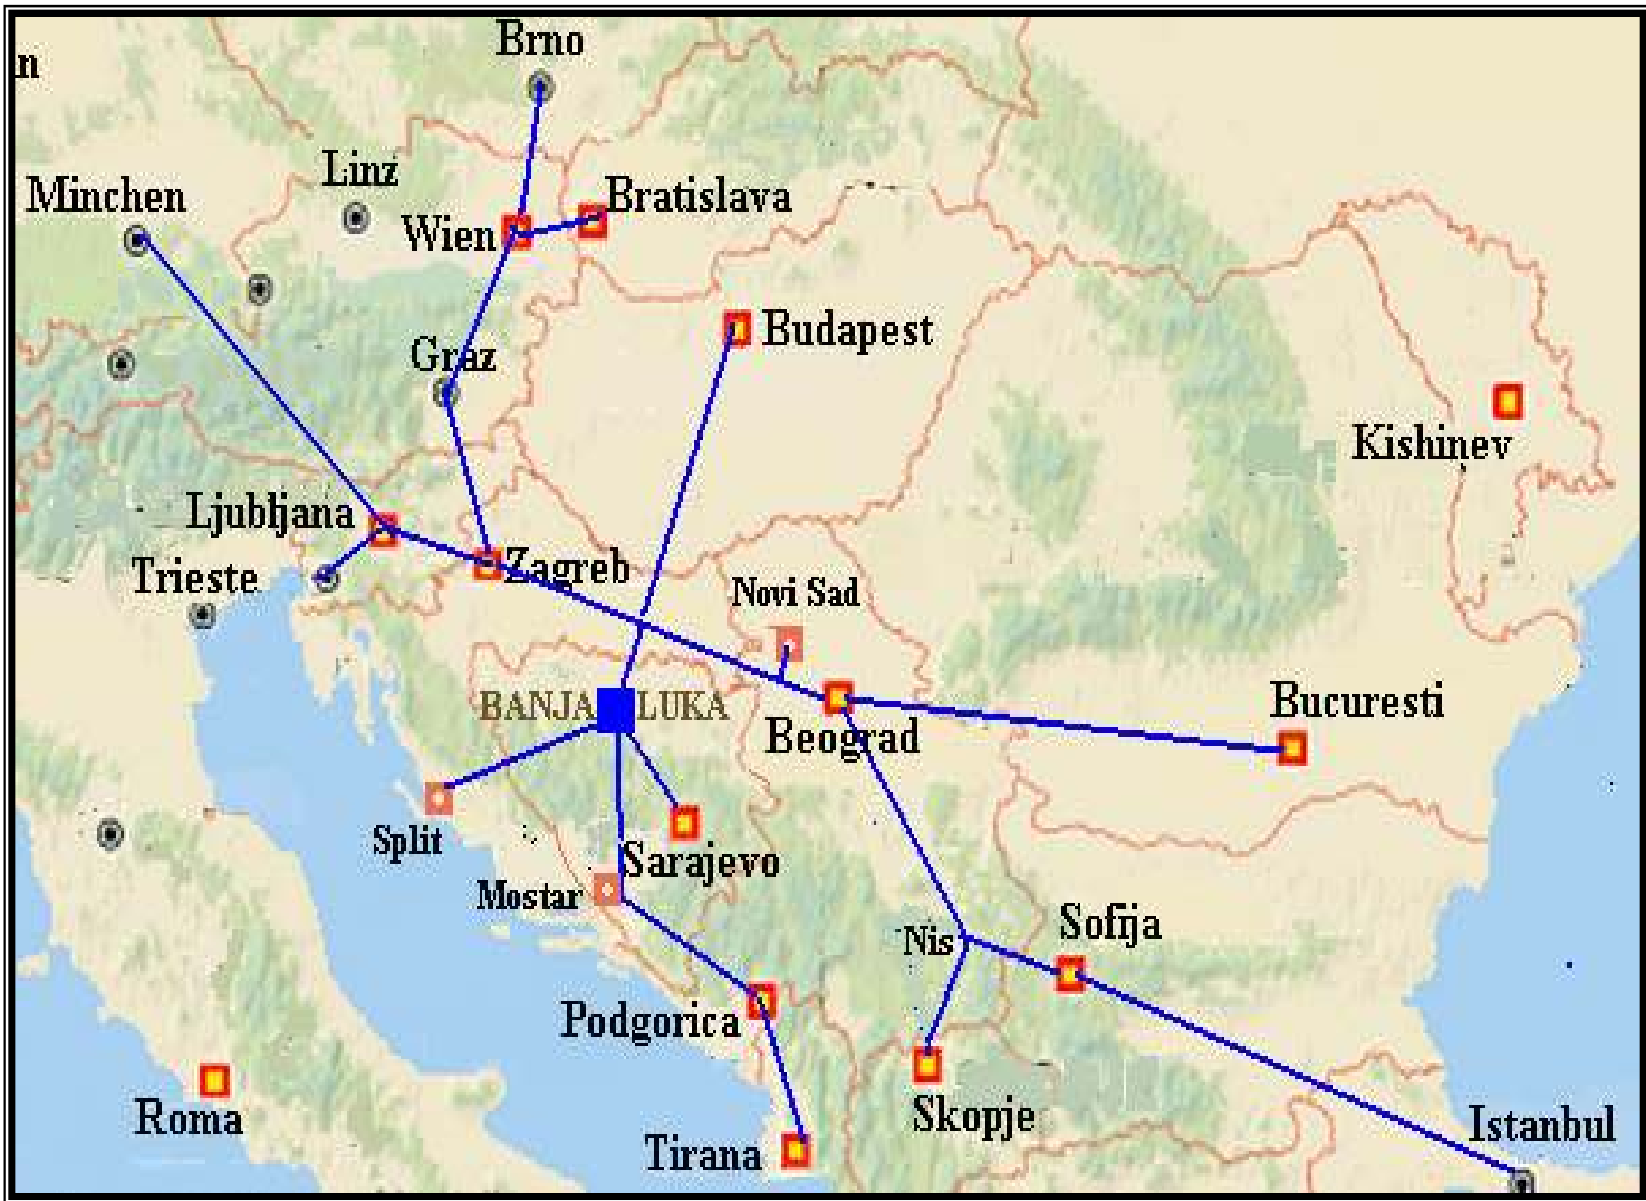 Brno
n
Linz
Minchen
Bratislava
Wien
Budapest
Graz
Kishinev
Ljubljana
Zagreb
Trieste
Novi Sad
BANJA LUKA
Bucuresti
Beograd
Split
Sarajevo
Mostar
Sofija
Nis
Podgorica
Skopje
Roma
Istanbul
Tirana